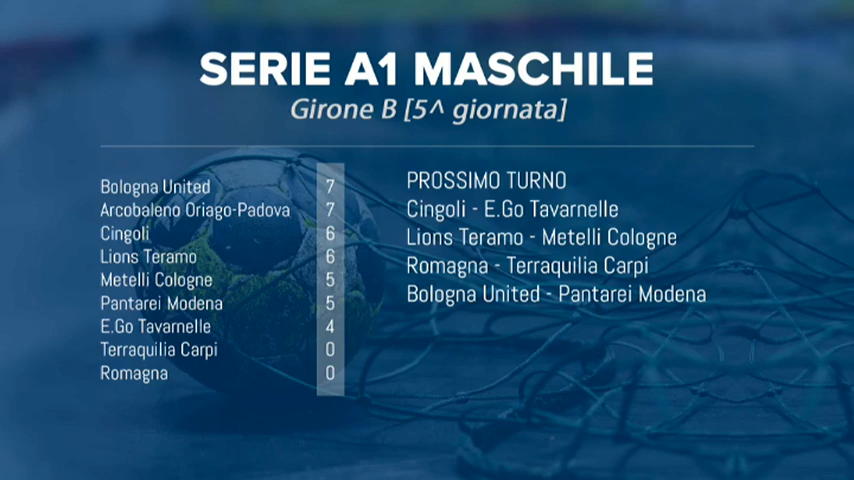 SERIE A1 MASCHILE
Girone B [5^ giornata]
Bologna United 7
Arcobaleno Oriago-Padova 7
Cingoli 6
Lions Teramo 6
Metelli Cologne 5
Pantarei Modena 5
E.Go Tavarnelle 4
Terraquilia Carpi 0
Romagna 0
PROSSIMO TURNO
Cingoli - E.Go Tavarnelle
Lions Teramo - Metelli Cologne
Romagna - Terraquilia Carpi
Bologna United - Pantarei Modena